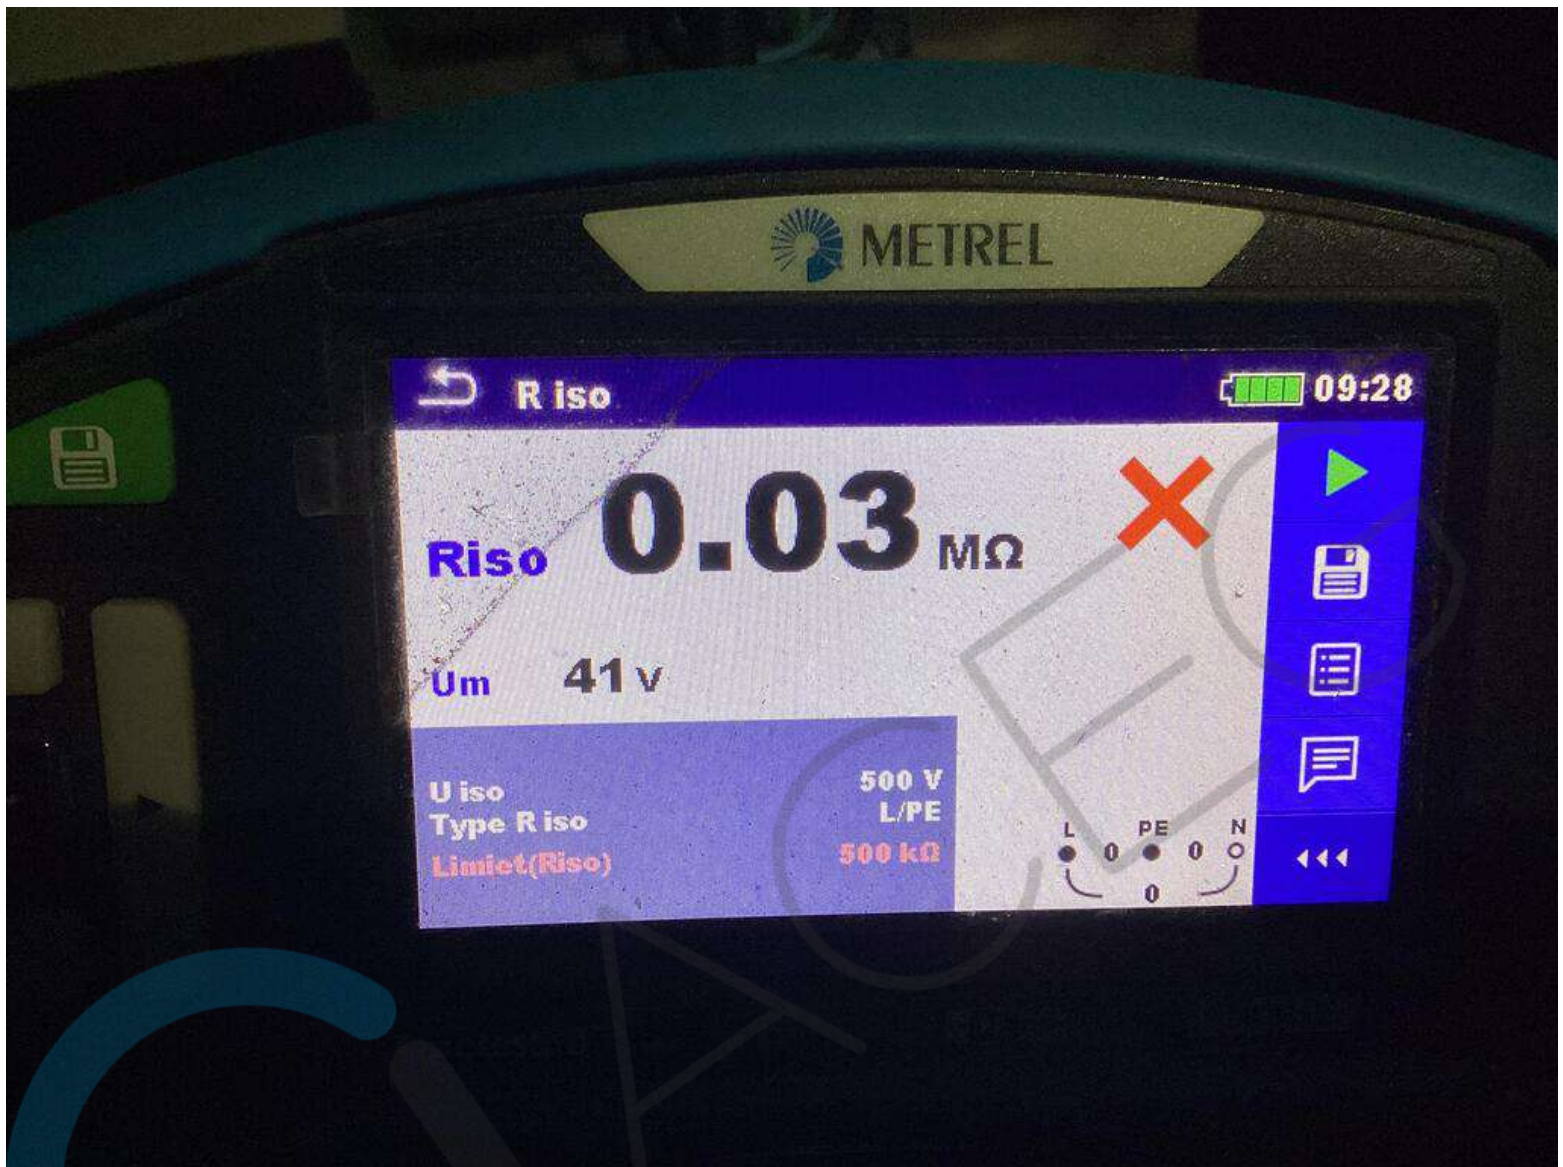 METREL
R iso 09:28
Riso 0.03 MΩ
Um 41 V
U iso 500 V
Type R iso L/PE
Limiet(Riso) 500 kΩ
L PE N
0 0
0